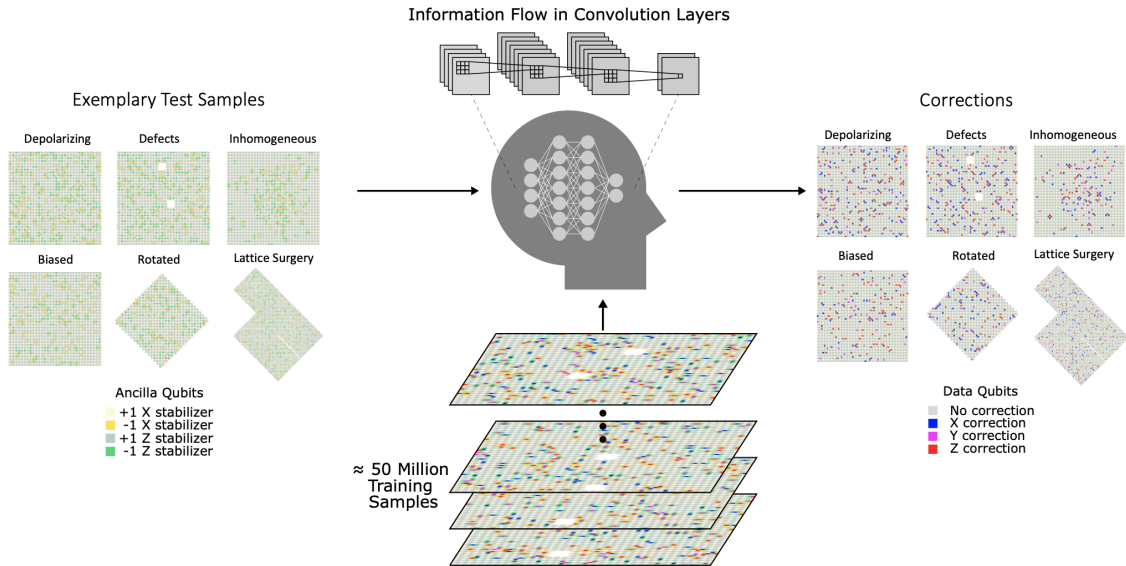 Information Flow in Convolution Layers
Exemplary Test Samples
Depolarizing
Defects
Inhomogeneous
Biased
Rotated
Lattice Surgery
Ancilla Qubits
+1 X stabilizer
-1 X stabilizer
+1 Z stabilizer
-1 Z stabilizer
≈ 50 Million
Training
Samples
Corrections
Depolarizing
Defects
Inhomogeneous
Biased
Rotated
Lattice Surgery
Data Qubits
No correction
X correction
Y correction
Z correction